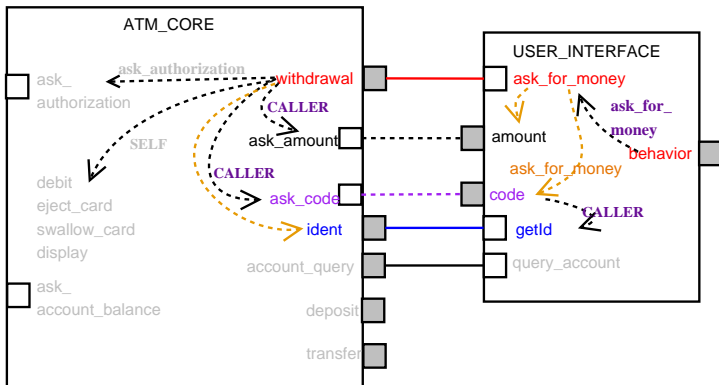 ATM_CORE
ask_authorization
withdrawal
ask_
authorization
CALLER
ask_amount
SELF
CALLER
debit
eject_card
swallow_card
display
ask_code
ident
account_query
ask_
account_balance
deposit
transfer
USER_INTERFACE
ask_for_money
ask_for_
money
amount
behavior
ask_for_money
code
CALLER
getId
query_account